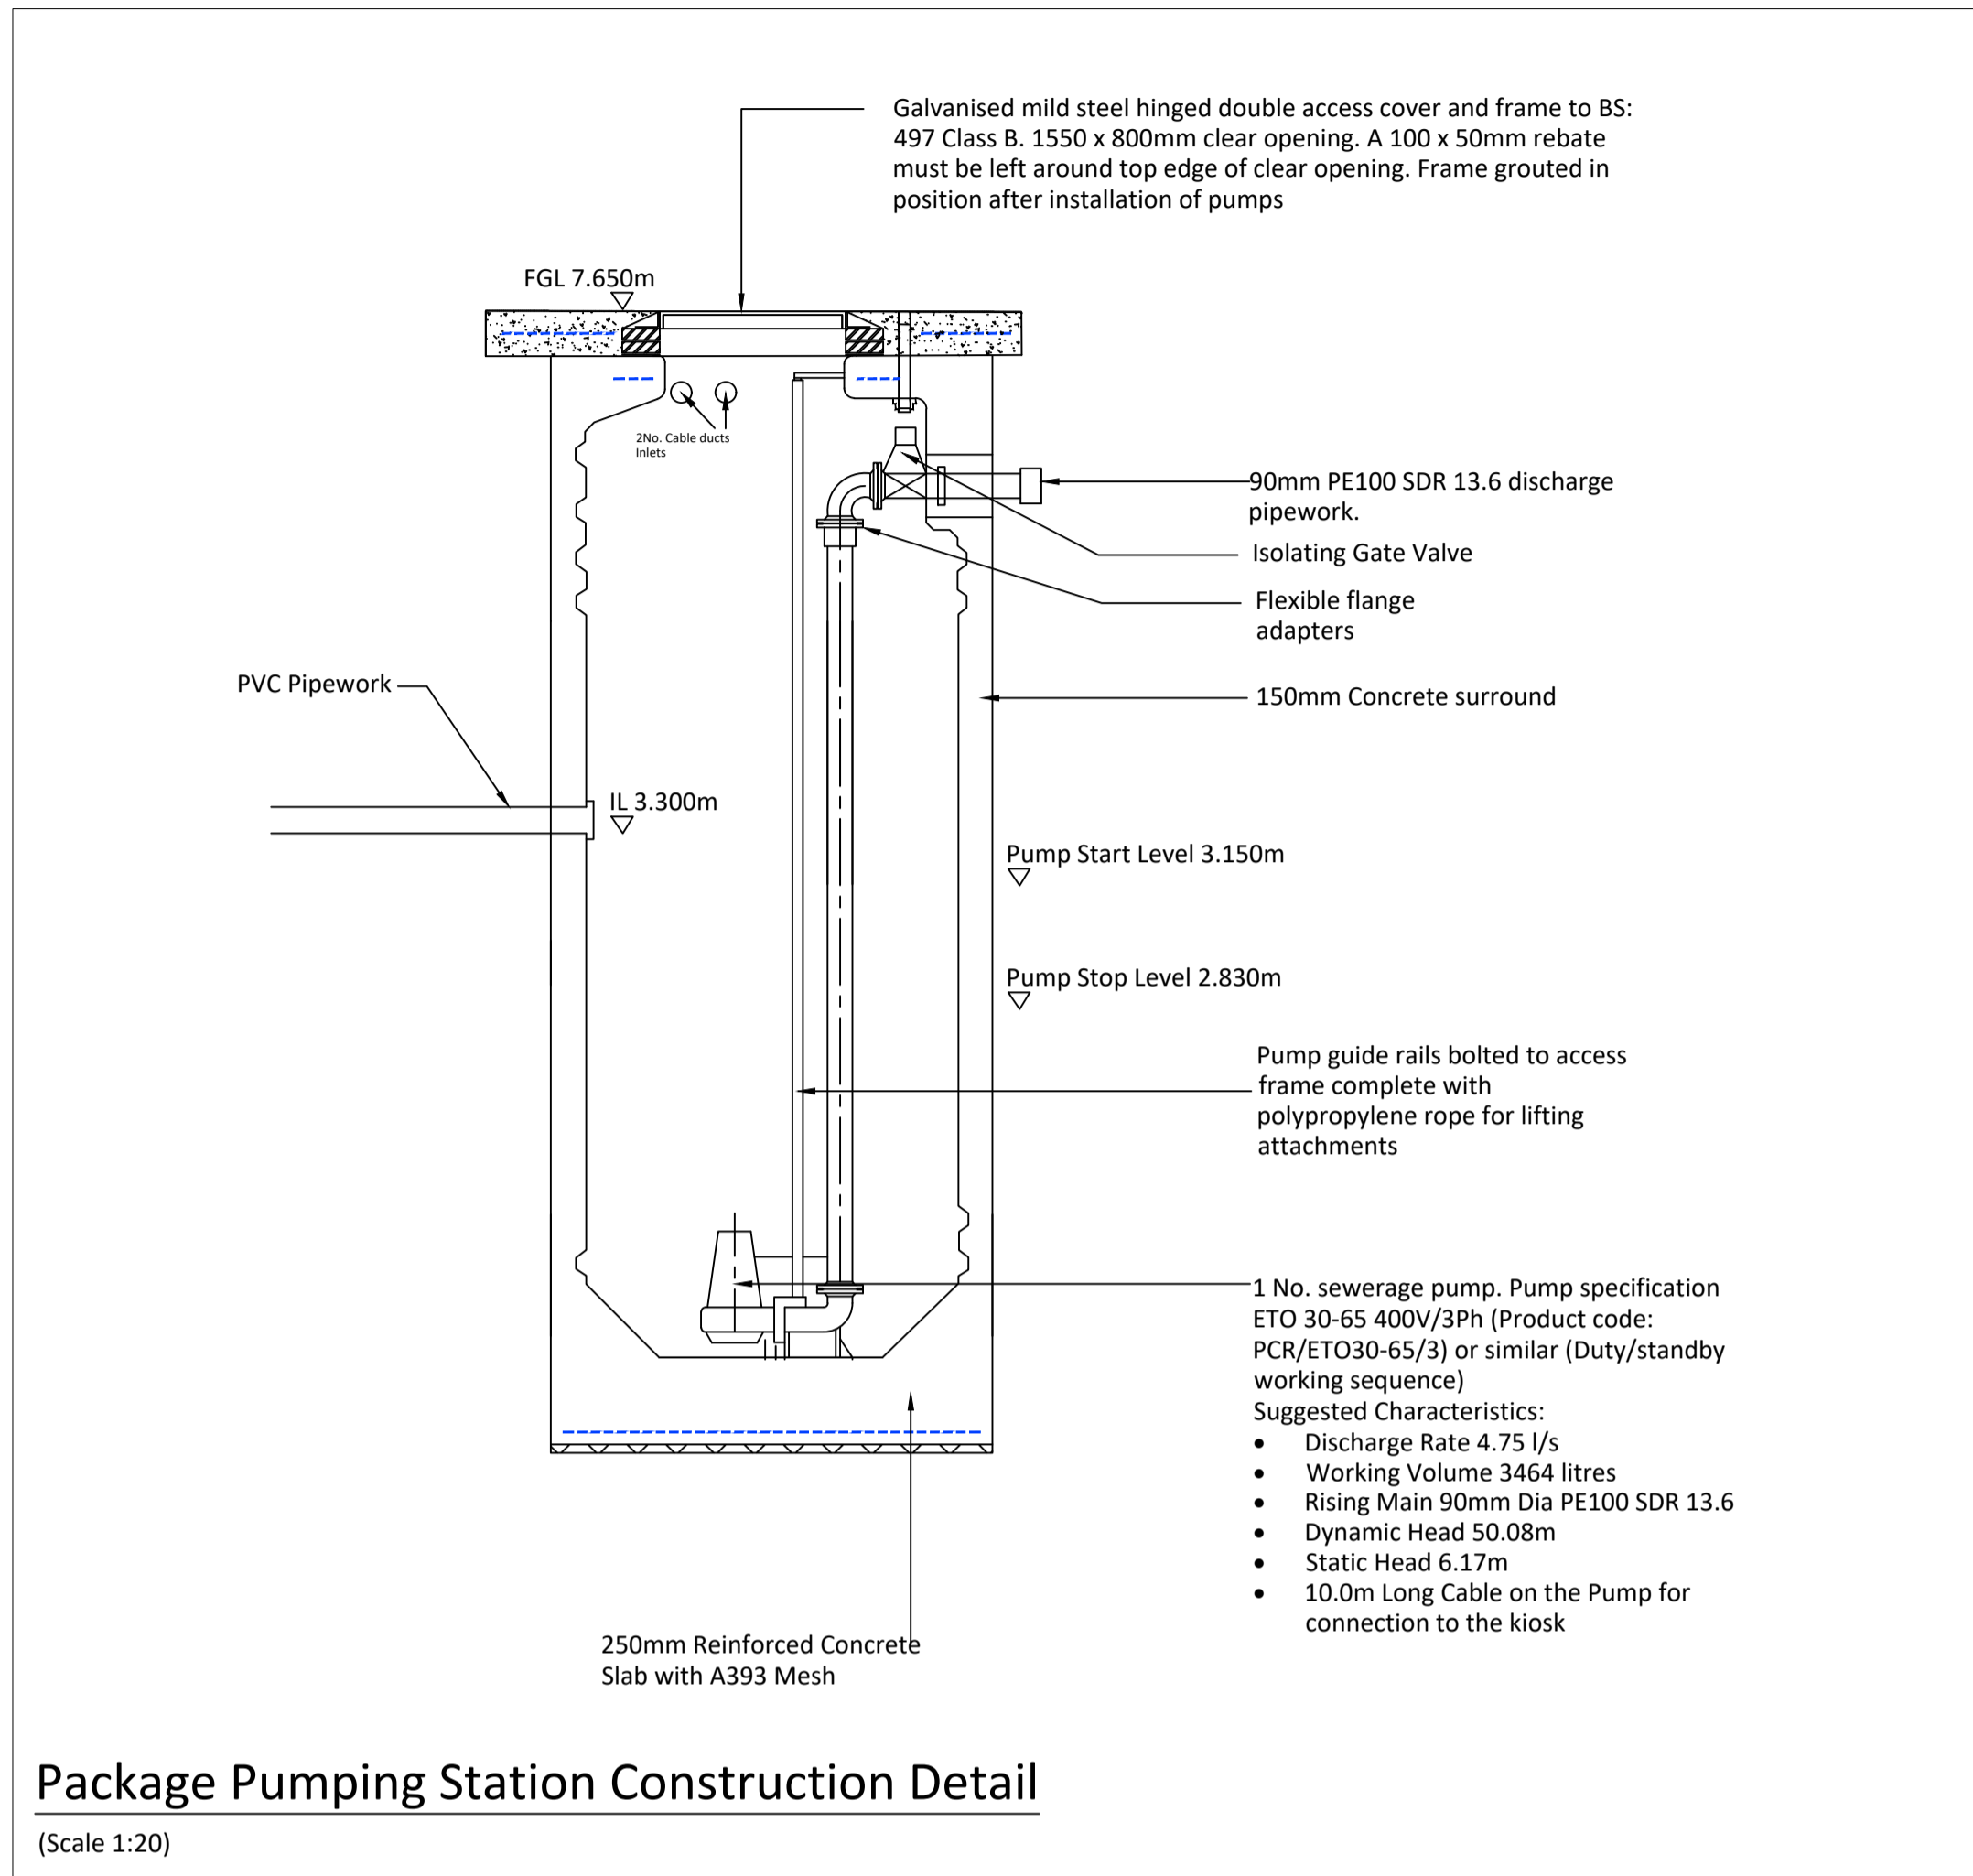 Galvanised mild steel hinged double access cover and frame to BS:
497 Class B. 1550 x 800mm clear opening. A 100 x 50mm rebate
must be left around top edge of clear opening. Frame grouted in
position after installation of pumps
FGL 7.650m
2No. Cable ducts
Inlets
90mm PE100 SDR 13.6 discharge
pipework.
Isolating Gate Valve
Flexible flange
adapters
PVC Pipework
150mm Concrete surround
IL 3.300m
Pump Start Level 3.150m
Pump Stop Level 2.830m
Pump guide rails bolted to access
frame complete with
polypropylene rope for lifting
attachments
1 No. sewerage pump. Pump specification
ETO 30-65 400V/3Ph (Product code:
PCR/ETO30-65/3) or similar (Duty/standby
working sequence)
Suggested Characteristics:
• Discharge Rate 4.75 l/s
• Working Volume 3464 litres
• Rising Main 90mm Dia PE100 SDR 13.6
• Dynamic Head 50.08m
• Static Head 6.17m
• 10.0m Long Cable on the Pump for
connection to the kiosk
250mm Reinforced Concrete
Slab with A393 Mesh
Package Pumping Station Construction Detail
(Scale 1:20)